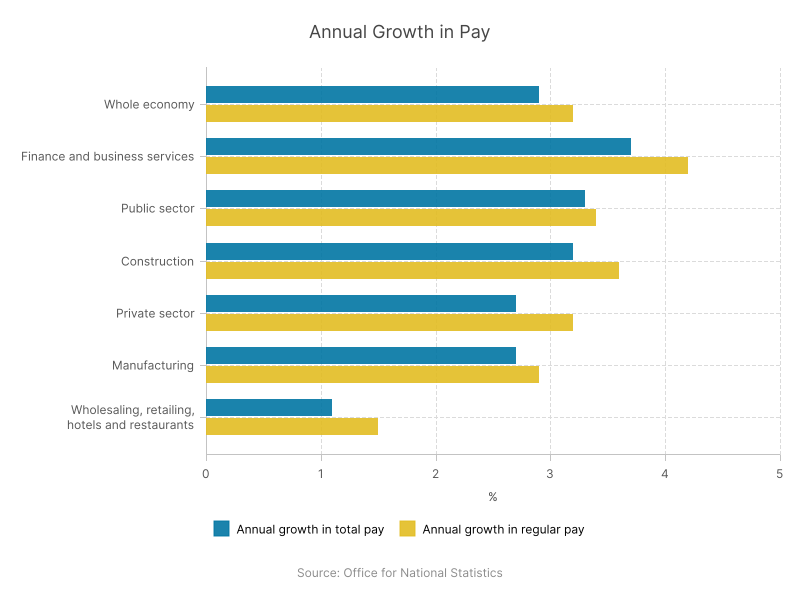 Annual Growth in Pay
Whole economy
Finance and business services
Public sector
Construction
Private sector
Manufacturing
Wholesaling, retailing,
hotels and restaurants
0 1 2 3 4 5
%
Annual growth in total pay Annual growth in regular pay
Source: Office for National Statistics